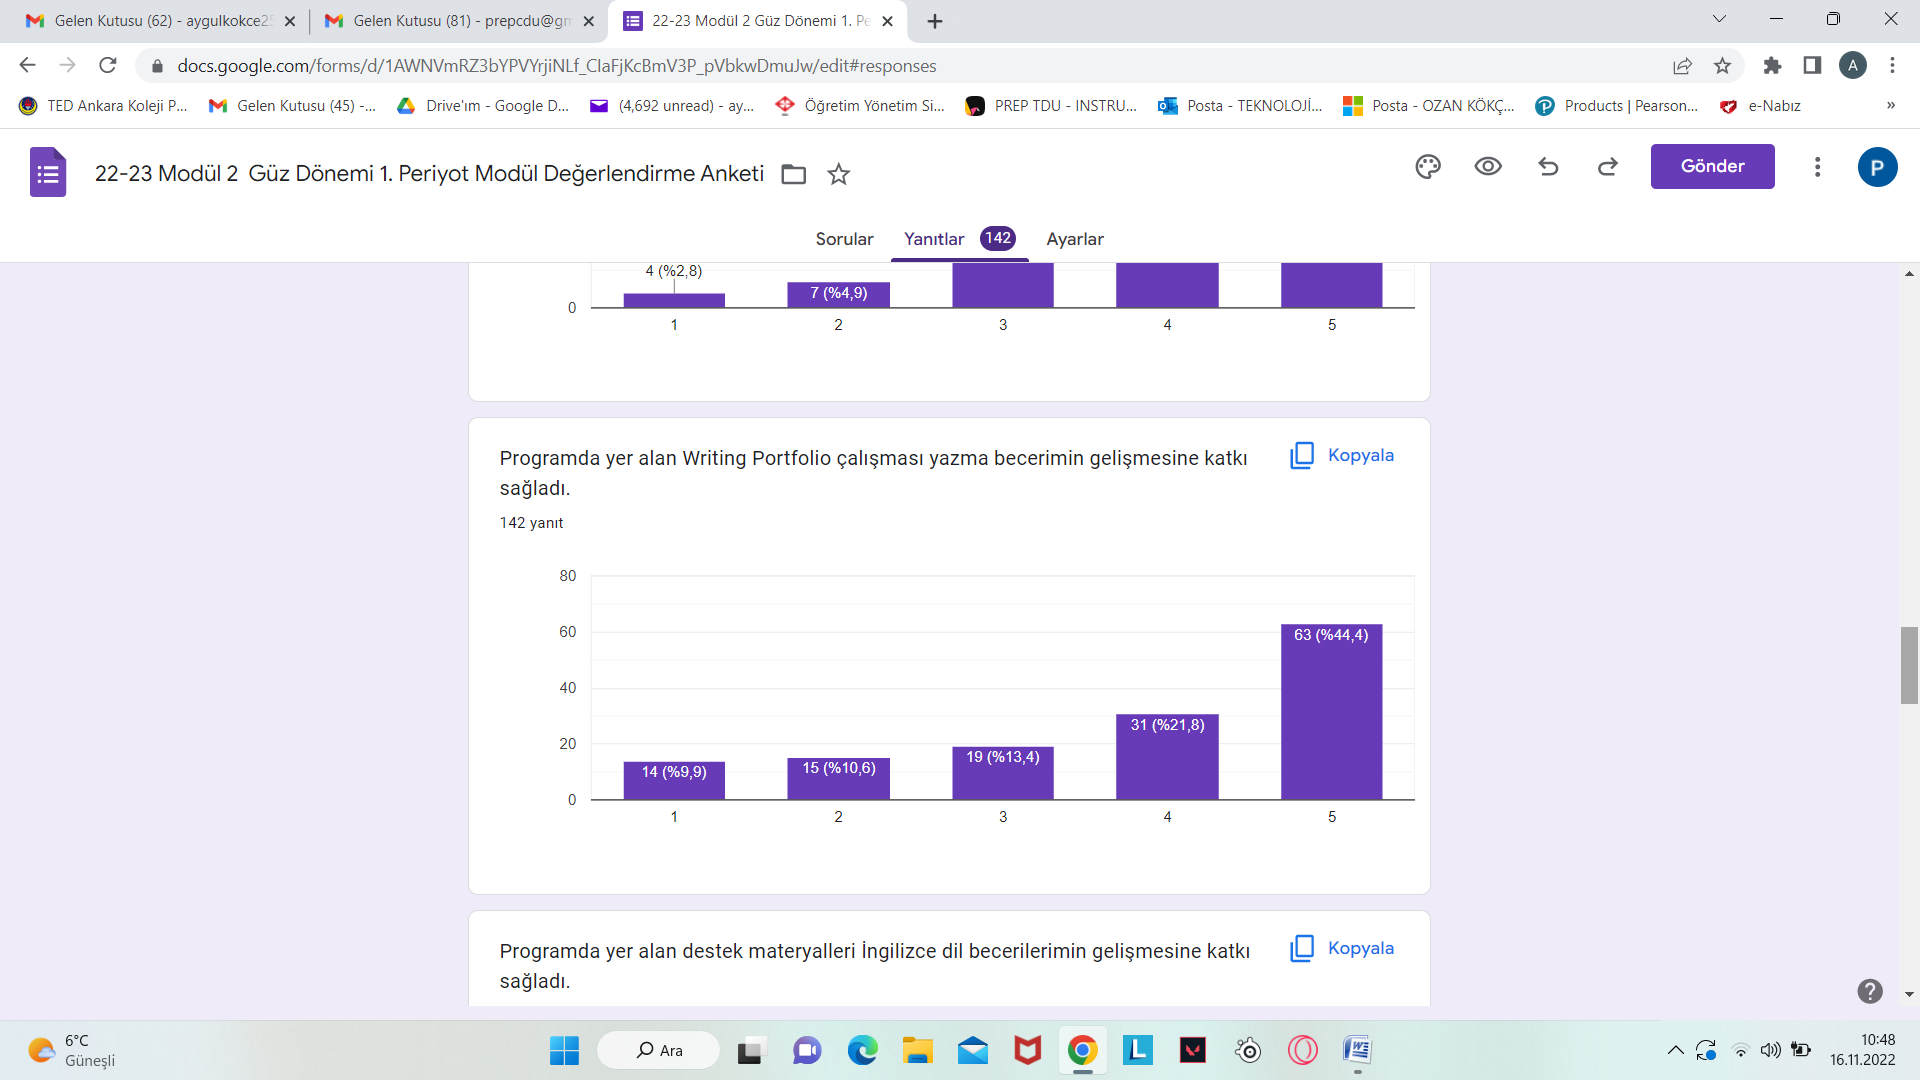 Gelen Kutusu (62) - aygulkokce25
Gelen Kutusu (81) - prepcdu@gm
22-23 Modül 2 Güz Dönemi 1. Pe
docs.google.com/forms/d/1AWNVmRZ3bYPVYrjiNLf_CIaFjKcBmV3P_pVbkwDmuJw/edit#responses
A
TED Ankara Koleji P...
Gelen Kutusu (45) -...
Drive'ım - Google D...
(4,692 unread) - ay...
Öğretim Yönetim Si...
PREP TDU - INSTRU...
Posta - TEKNOLOJİ...
Posta - OZAN KÖKÇ...
Products | Pearson...
e-Nabız
»
22-23 Modül 2 Güz Dönemi 1. Periyot Modül Değerlendirme Anketi
Gönder
P
Sorular
Yanıtlar 142
Ayarlar
4 (%2,8)
7 (%4,9)
0
1 2 3 4 5
Programda yer alan Writing Portfolio çalışması yazma becerimin gelişmesine katkı
sağladı.
Kopyala
142 yanıt
80
60
40
20
0
14 (%9,9)
15 (%10,6)
19 (%13,4)
31 (%21,8)
63 (%44,4)
1 2 3 4 5
Programda yer alan destek materyalleri İngilizce dil becerilerimin gelişmesine katkı
sağladı.
Kopyala
6°C
Güneşli
Ara
10:48
16.11.2022